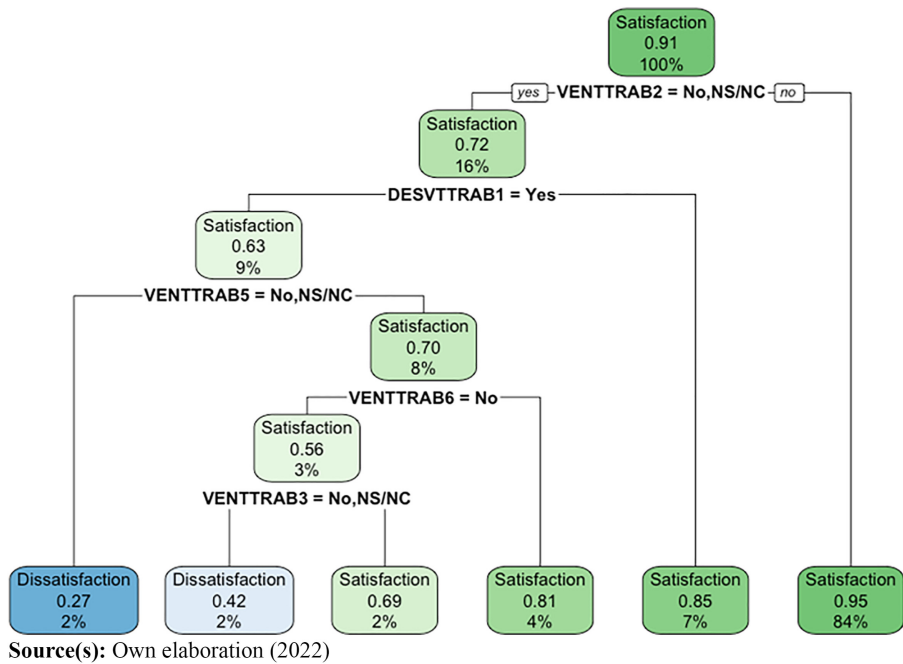 Satisfaction
0.91
100%
yes VENTTRAB2 = No,NS/NC no
Satisfaction
0.72
16%
DESVTTRAB1 = Yes
Satisfaction
0.63
9%
VENTTRAB5 = No,NS/NC
Satisfaction
0.70
8%
VENTTRAB6 = No
Satisfaction
0.56
3%
VENTTRAB3 = No,NS/NC
Dissatisfaction
0.27
2%
Dissatisfaction
0.42
2%
Satisfaction
0.69
2%
Satisfaction
0.81
4%
Satisfaction
0.85
7%
Satisfaction
0.95
84%
Source(s): Own elaboration (2022)